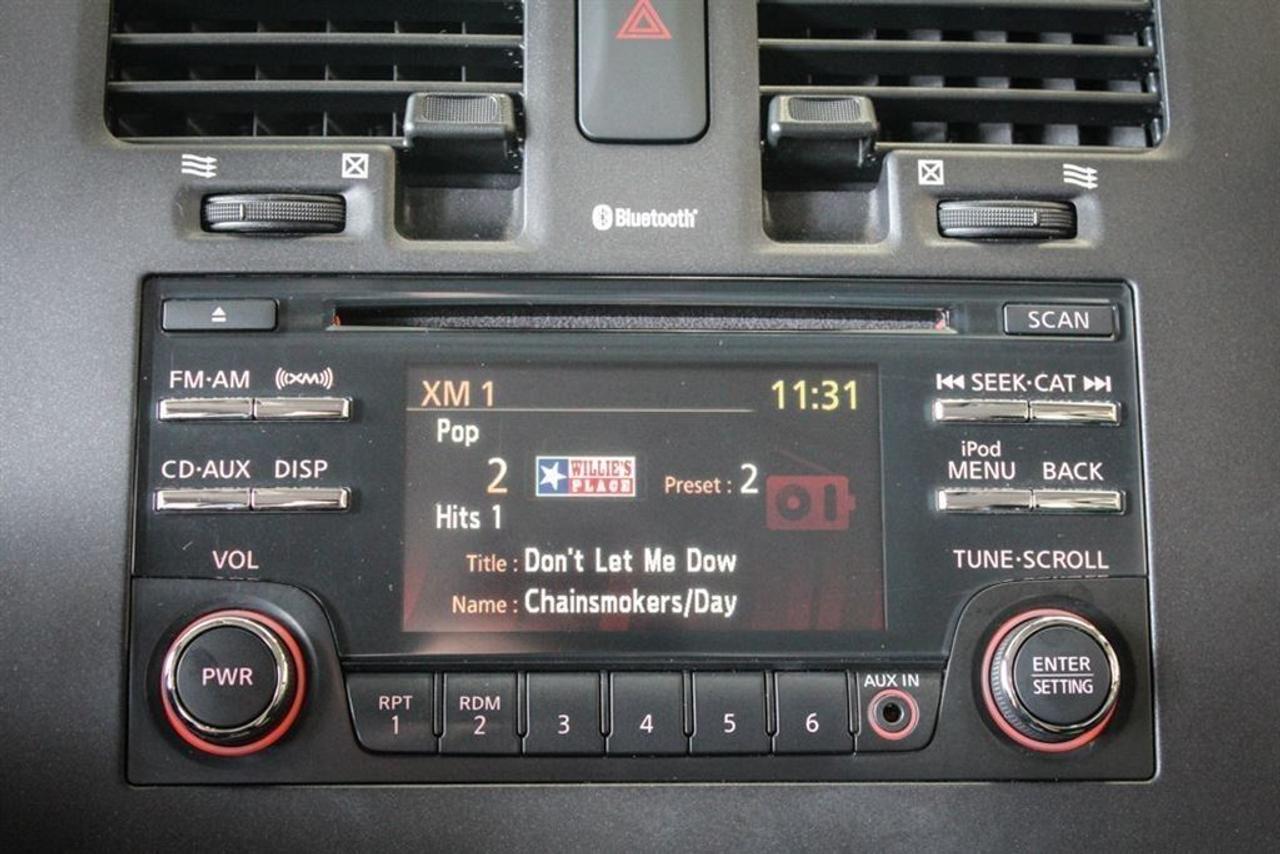 Bluetooth
SCAN
FM·AM ((XM))
SEEK·CAT
XM 1 11:31
Pop
2 WILLIE'S PLACE Preset : 2
Hits 1
Title : Don't Let Me Dow
Name : Chainsmokers/Day
CD·AUX DISP
iPod
MENU BACK
VOL
TUNE·SCROLL
PWR
ENTER
SETTING
RPT
1
RDM
2
3
4
5
6
AUX IN